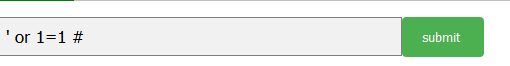 ' or 1=1 #
submit